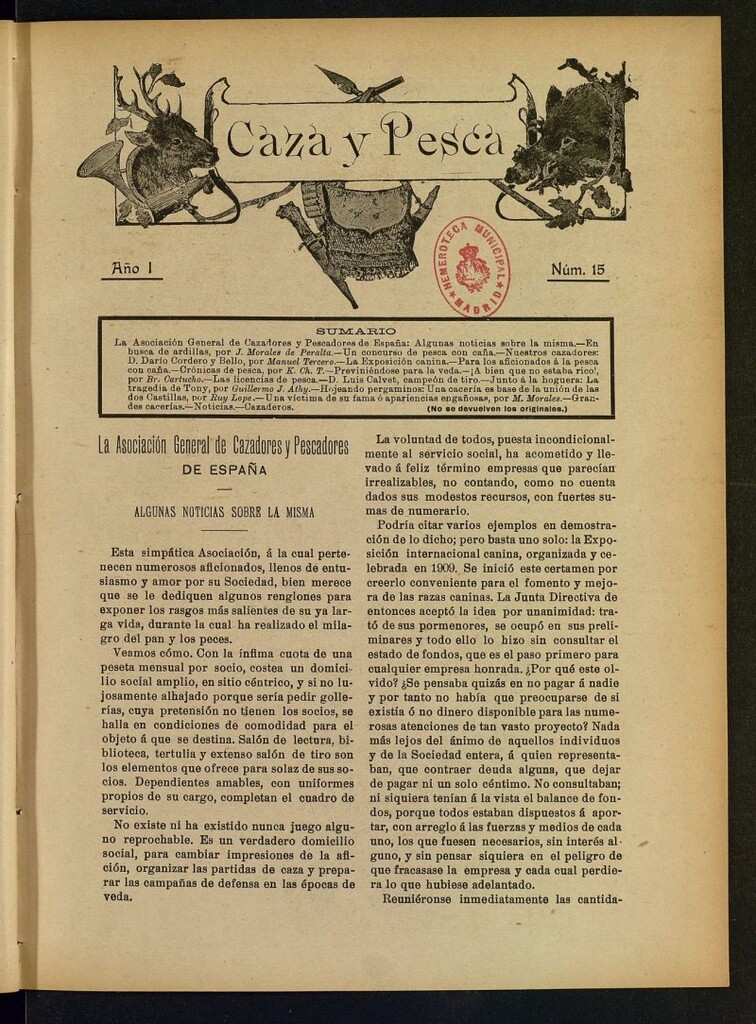 Caza y Pesca
Año I
HEMEROTECA MUNICIPAL
MADRID
Núm. 15
SUMARIO
La Asociación General de Cazadores y Pescadores de España: Algunas noticias sobre la misma.—En
busca de ardillas, por J. Morales de Peralta.—Un concurso de pesca con caña.—Nuestros cazadores:
D. Darío Cordero y Bello, por Manuel Tercero.—La Exposición canina.—Para los aficionados á la pesca
con caña.—Crónicas de pesca, por K. Ch. T.—Previniéndose para la veda.—¡A bien que no estaba rico!,
por Br. Cartucho.—Las licencias de pesca.—D. Luis Calvet, campeón de tiro.—Junto á la hoguera: La
tragedia de Tony, por Guillermo J. Athy.—Hojeando pergaminos: Una cacería es base de la unión de las
dos Castillas, por Ruy Lope.—Una víctima de su fama ó apariencias engañosas, por M. Morales.—Gran-
des cacerías.—Noticias.—Cazaderos.
(No se devuelven los originales.)
La Asociación General de Cazadores y Pescadores
DE ESPAÑA
ALGUNAS NOTICIAS SOBRE LA MISMA
Esta simpática Asociación, á la cual perte-
necen numerosos aficionados, llenos de entu-
siasmo y amor por su Sociedad, bien merece
que se le dediquen algunos renglones para
exponer los rasgos más salientes de su ya lar-
ga vida, durante la cual ha realizado el mila-
gro del pan y los peces.
Veamos cómo. Con la ínfima cuota de una
peseta mensual por socio, costea un domici-
lio social amplio, en sitio céntrico, y si no lu-
josamente alhajado porque sería pedir golle-
rías, cuya pretensión no tienen los socios, se
halla en condiciones de comodidad para el
objeto á que se destina. Salón de lectura, bi-
blioteca, tertulia y extenso salón de tiro son
los elementos que ofrece para solaz de sus so-
cios. Dependientes amables, con uniformes
propios de su cargo, completan el cuadro de
servicio.
No existe ni ha existido nunca juego algu-
no reprochable. Es un verdadero domicilio
social, para cambiar impresiones de la afi-
ción, organizar las partidas de caza y prepa-
rar las campañas de defensa en las épocas de
veda.
La voluntad de todos, puesta incondicional-
mente al servicio social, ha acometido y lle-
vado á feliz término empresas que parecían
irrealizables, no contando, como no cuenta
dados sus modestos recursos, con fuertes su-
mas de numerario.
Podría citar varios ejemplos en demostra-
ción de lo dicho; pero basta uno solo: la Expo-
sición internacional canina, organizada y ce-
lebrada en 1909. Se inició este certamen por
creerlo conveniente para el fomento y mejo-
ra de las razas caninas. La Junta Directiva de
entonces aceptó la idea por unanimidad: tra-
tó de sus pormenores, se ocupó en sus preli-
minares y todo ello lo hizo sin consultar el
estado de fondos, que es el paso primero para
cualquier empresa honrada. ¿Por qué este ol-
vido? ¿Se pensaba quizás en no pagar á nadie
y por tanto no había que preocuparse de si
existía ó no dinero disponible para las nume-
rosas atenciones de tan vasto proyecto? Nada
más lejos del ánimo de aquellos individuos
y de la Sociedad entera, á quien representa-
ban, que contraer deuda alguna, que dejar
de pagar ni un solo céntimo. No consultaban;
ni siquiera tenían á la vista el balance de fon-
dos, porque todos estaban dispuestos á apor-
tar, con arreglo á las fuerzas y medios de cada
uno, los que fuesen necesarios, sin interés al-
guno, y sin pensar siquiera en el peligro de
que fracasase la empresa y cada cual perdie-
ra lo que hubiese adelantado.
Reuniéronse inmediatamente las cantida-